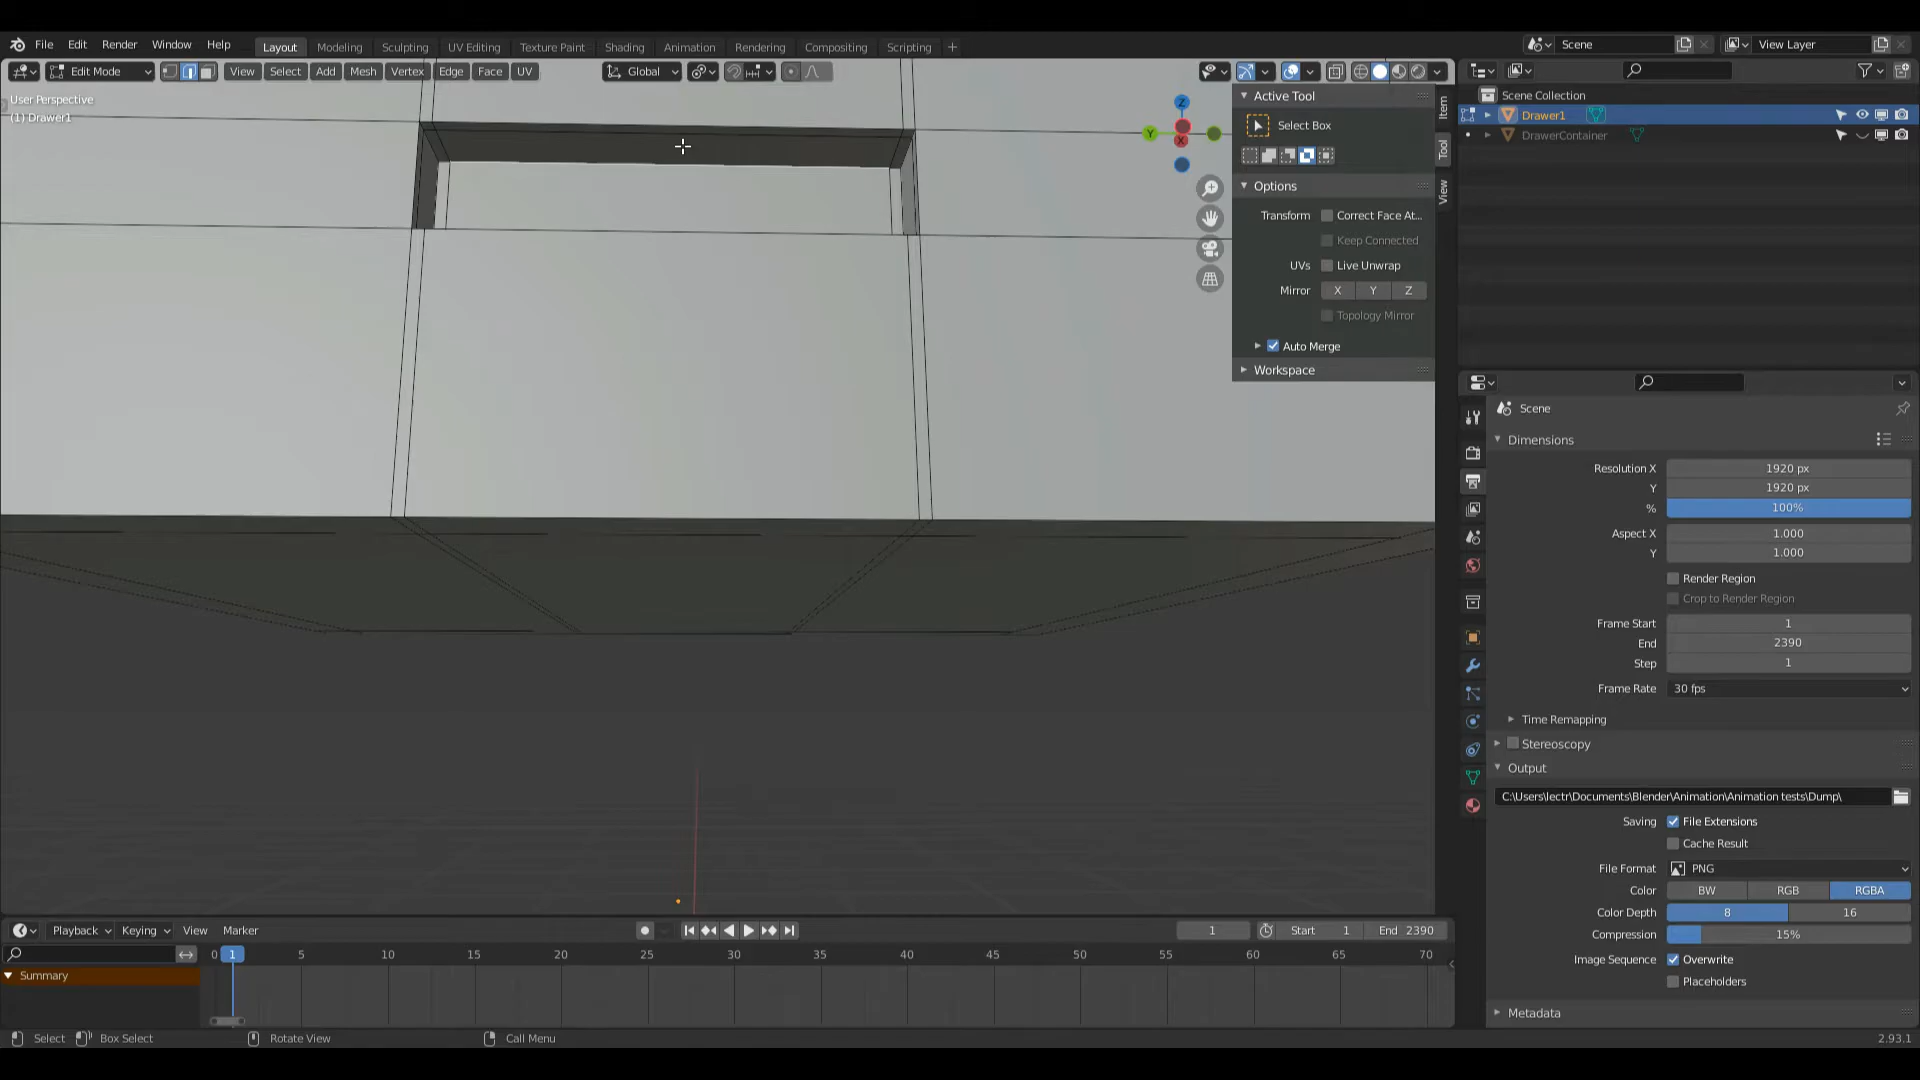 File Edit Render Window Help Layout Modeling Sculpting UV Editing Texture Paint Shading Animation Rendering Compositing Scripting + Scene View Layer
Edit Mode View Select Add Mesh Vertex Edge Face UV Global
User Perspective
(1) Drawer1
Z
Y
X
Active Tool
Select Box
Options
Transform Correct Face At...
Keep Connected
UVs Live Unwrap
Mirror X Y Z
Topology Mirror
Auto Merge
Workspace
Item
Tool
View
Scene Collection
Drawer1
DrawerContainer
Scene
Dimensions
Resolution X 1920 px
Y 1920 px
% 100%
Aspect X 1.000
Y 1.000
Render Region
Crop to Render Region
Frame Start 1
End 2390
Step 1
Frame Rate 30 fps
Time Remapping
Stereoscopy
Output
C:\Users\lectr\Documents\Blender\Animation\Animation tests\Dump\
Saving File Extensions
Cache Result
File Format PNG
Color BW RGB RGBA
Color Depth 8 16
Compression 15%
Image Sequence Overwrite
Placeholders
Metadata
Playback Keying View Marker 1 Start 1 End 2390
0 1 5 10 15 20 25 30 35 40 45 50 55 60 65 70
Summary
Select Box Select Rotate View Call Menu 2.93.1